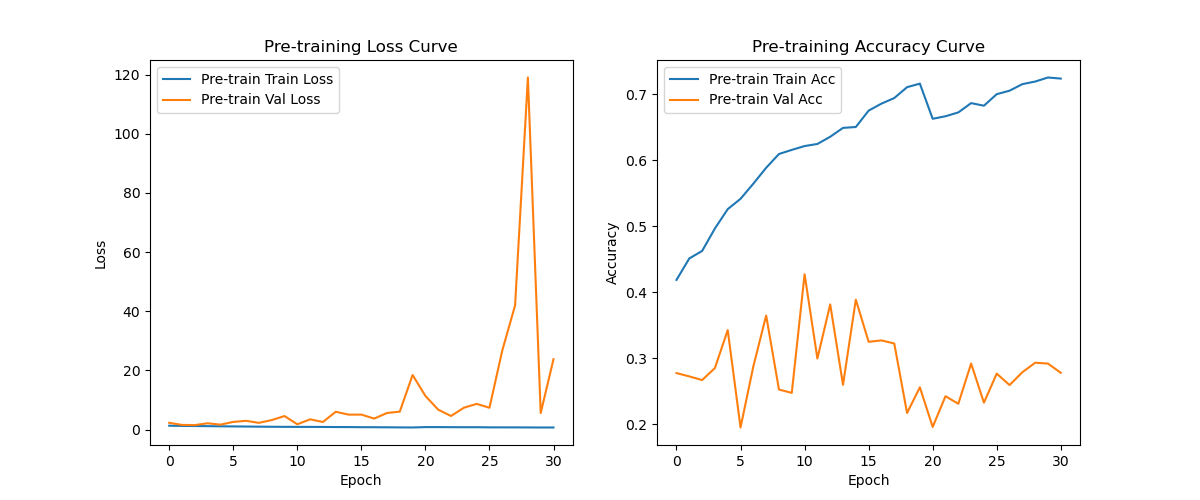 Pre-training Loss Curve
Pre-train Train Loss
Pre-train Val Loss
120
100
80
60
40
20
0
Loss
0 5 10 15 20 25 30
Epoch
Pre-training Accuracy Curve
Pre-train Train Acc
Pre-train Val Acc
0.7
0.6
0.5
0.4
0.3
0.2
Accuracy
0 5 10 15 20 25 30
Epoch